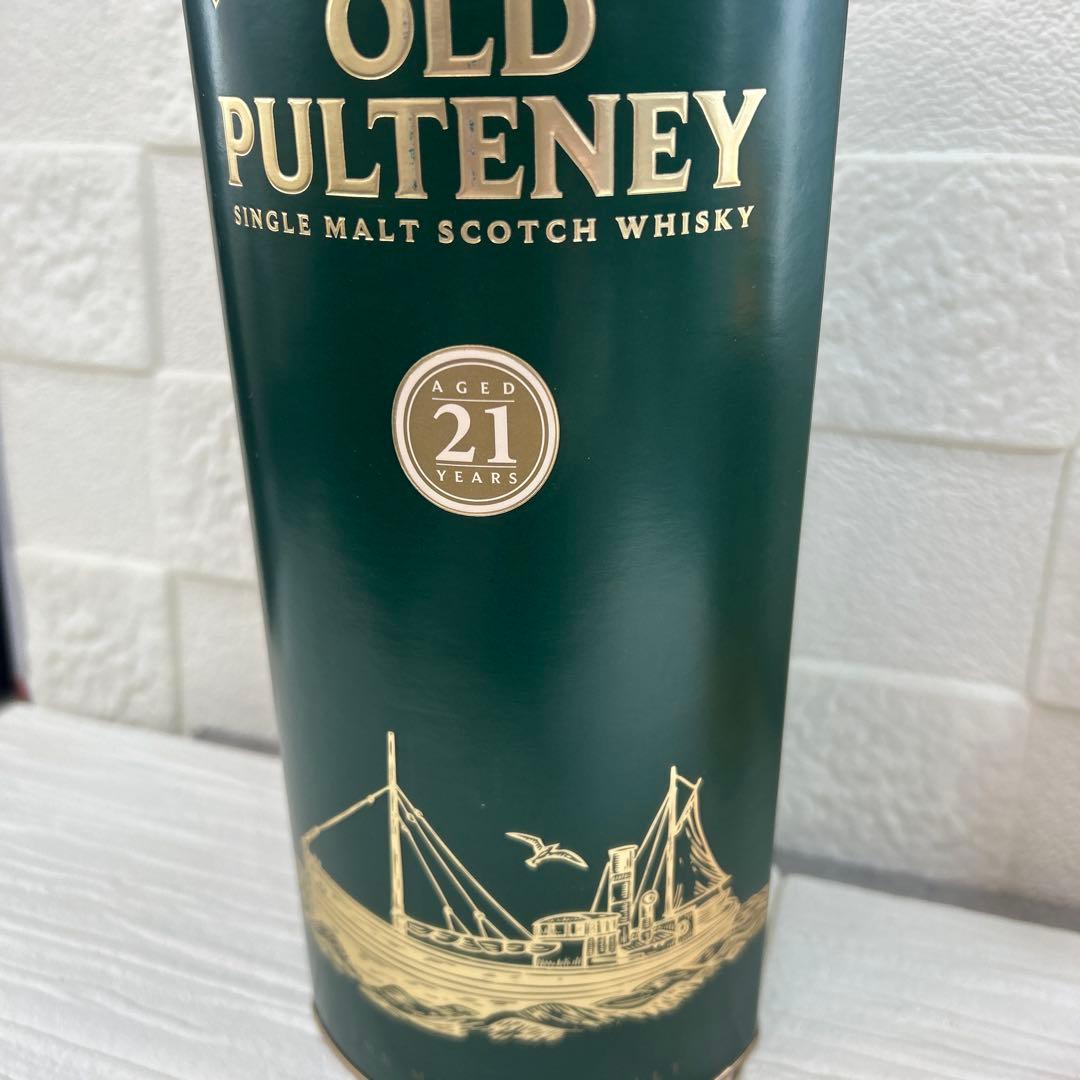 OLD
PULTENEY
SINGLE MALT SCOTCH WHISKY
AGED
21
YEARS